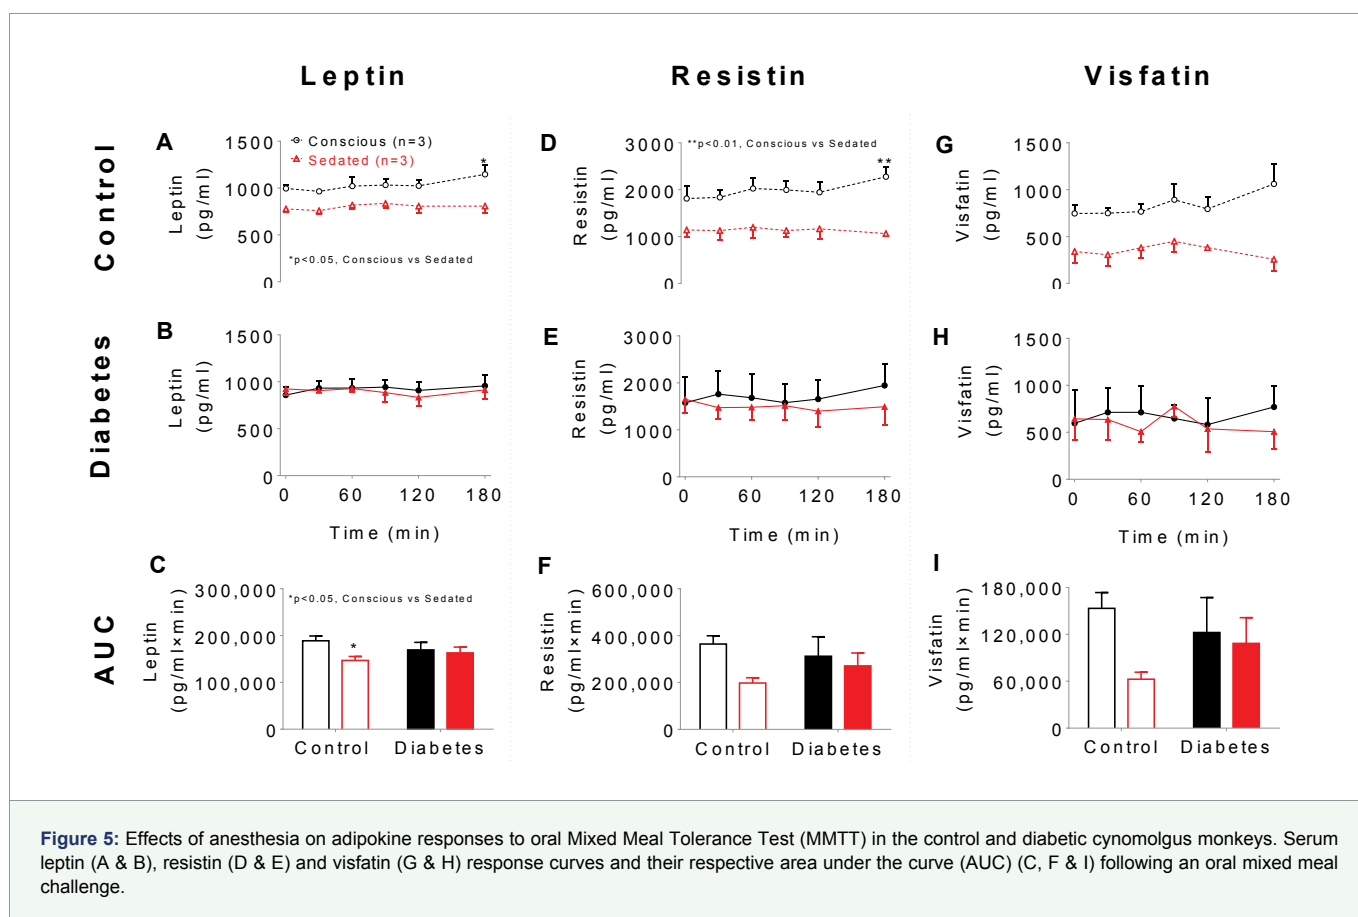 Leptin
Resistin
Visfatin
Control
Diabetes
AUC
A
1500
1000
500
0
Leptin
(pg/ml)
Conscious (n=3)
Sedated (n=3)
*
*p<0.05, Conscious vs Sedated
D
3000
2000
1000
0
Resistin
(pg/ml)
**p<0.01, Conscious vs Sedated
**
G
1500
1000
500
0
Visfatin
(pg/ml)
B
1500
1000
500
0
Leptin
(pg/ml)
0 60 120 180
Time (min)
E
3000
2000
1000
0
Resistin
(pg/ml)
0 60 120 180
Time (min)
H
1500
1000
500
0
Visfatin
(pg/ml)
0 60 120 180
Time (min)
C
300,000
200,000
100,000
0
Leptin
(pg/ml×min)
*p<0.05, Conscious vs Sedated
*
Control Diabetes
F
600,000
400,000
200,000
0
Resistin
(pg/ml×min)
Control Diabetes
I
180,000
120,000
60,000
0
Visfatin
(pg/ml×min)
Control Diabetes
Figure 5: Effects of anesthesia on adipokine responses to oral Mixed Meal Tolerance Test (MMTT) in the control and diabetic cynomolgus monkeys. Serum
leptin (A & B), resistin (D & E) and visfatin (G & H) response curves and their respective area under the curve (AUC) (C, F & I) following an oral mixed meal
challenge.